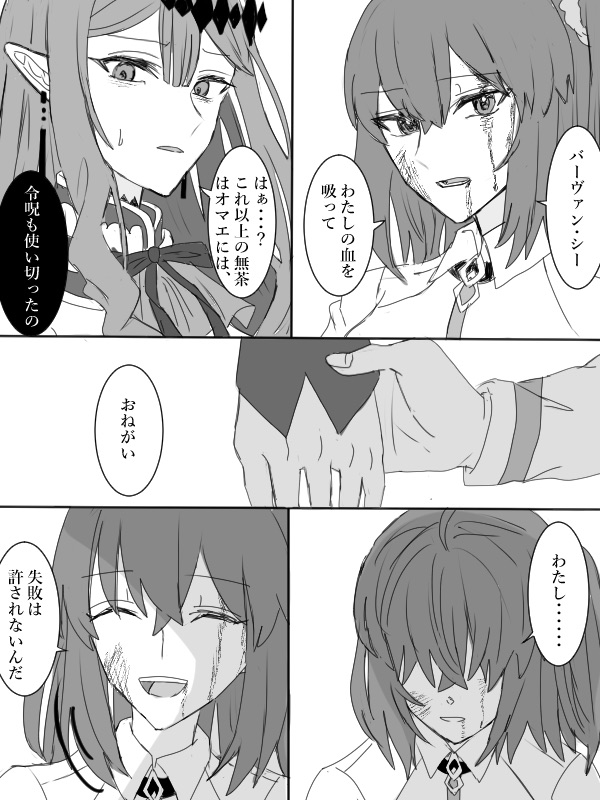 バーヴァン・シー
わたしの血を
吸って
はぁ・・・?
これ以上の無茶
はオマエには、
令呪も使い切ったの
おねがい
わたし・・・・・・
失敗は
許されないんだ